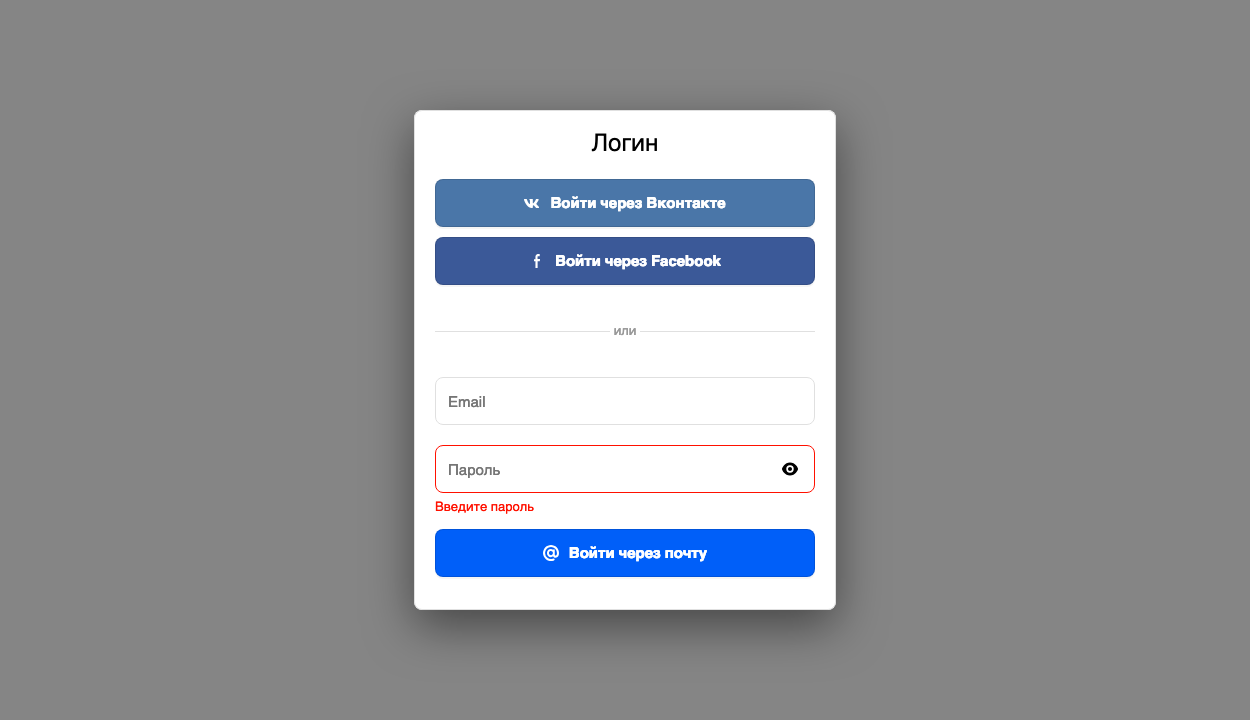 Логин
Войти через Вконтакте
Войти через Facebook
или
Email
Пароль
Введите пароль
@ Войти через почту